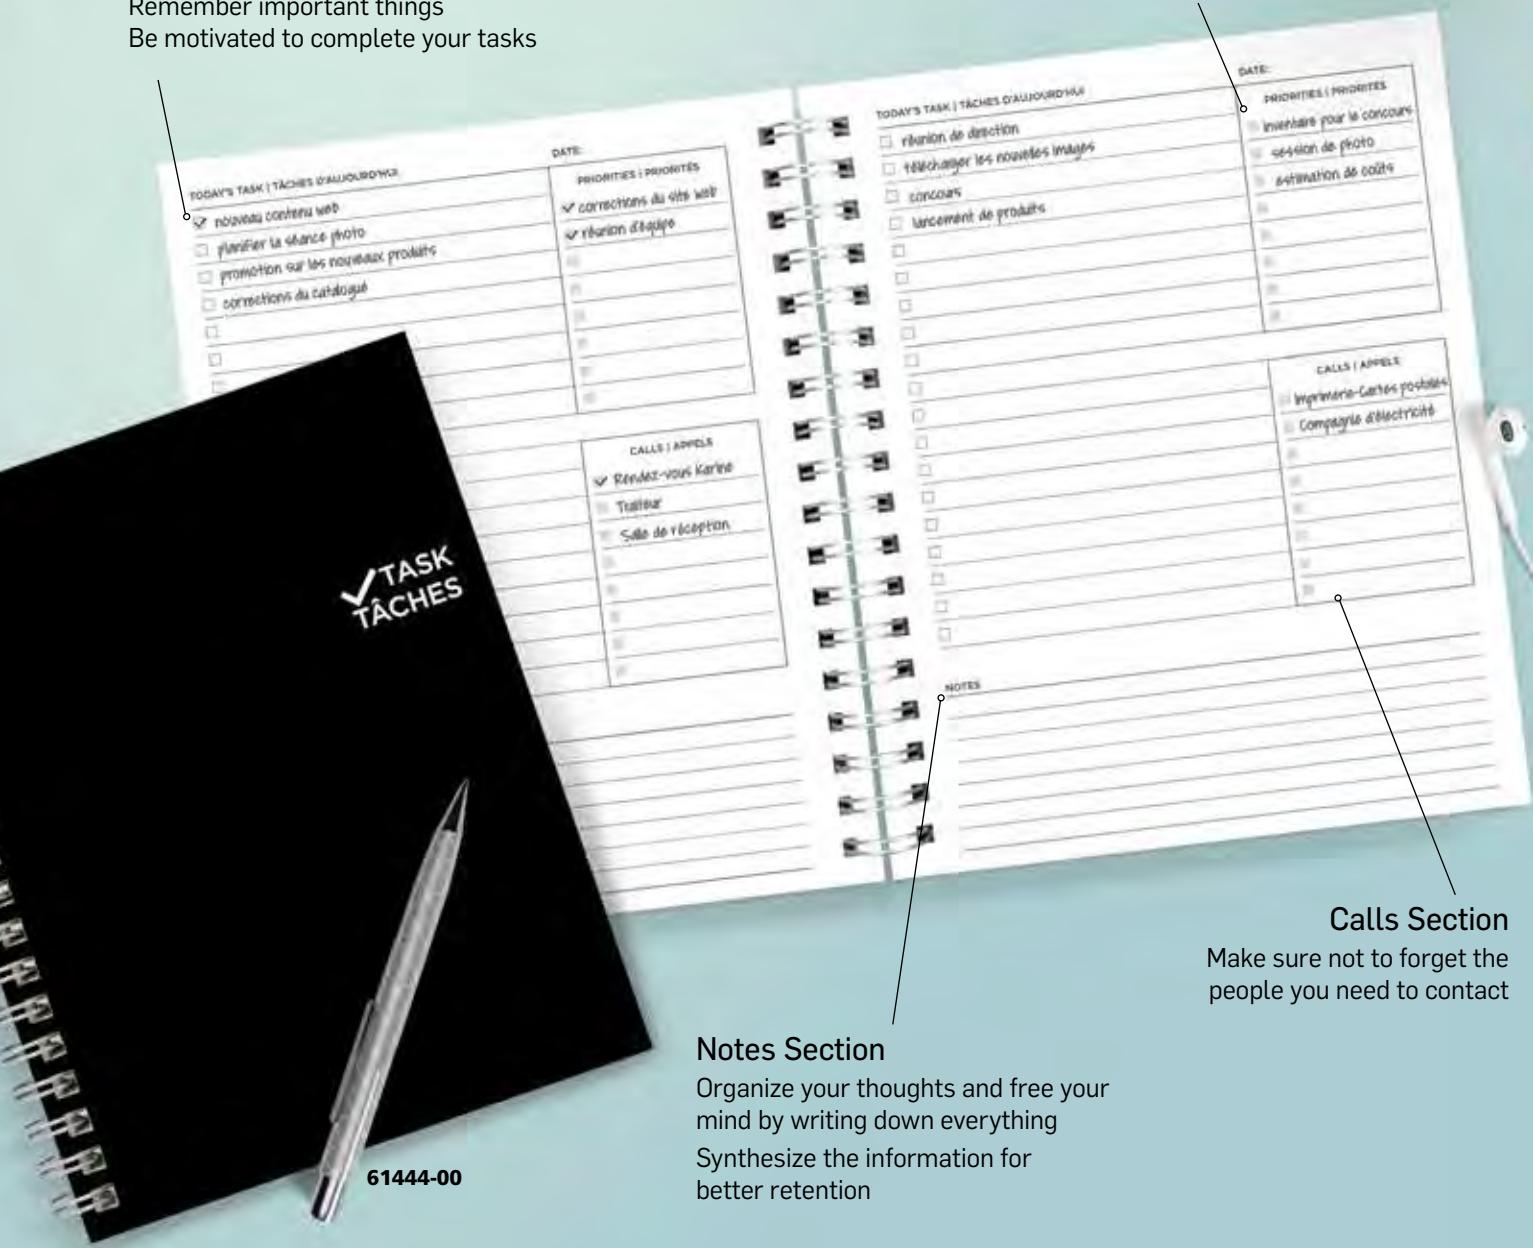 Remember important things
Be motivated to complete your tasks
TODAY'S TASK | TÂCHES D'AUJOURD'HUI
DATE:
nouveau contenu web
planifier la séance photo
promotion sur les nouveaux produits
corrections du catalogue
PRIORITIES | PRIORITÉS
corrections du site web
réunion d'équipe
CALLS | APPELS
Rendez-vous Karine
Traiteur
Salle de réception
TODAY'S TASK | TÂCHES D'AUJOURD'HUI
DATE:
réunion de direction
télécharger les nouvelles images
concours
lancement de produits
PRIORITIES | PRIORITÉS
inventaire pour le concours
session de photo
estimation de coûts
CALLS | APPELS
Imprimerie-Cartes postales
Compagnie d'électricité
NOTES
TASK
TÂCHES
61444-00
Calls Section
Make sure not to forget the
people you need to contact
Notes Section
Organize your thoughts and free your
mind by writing down everything
Synthesize the information for
better retention